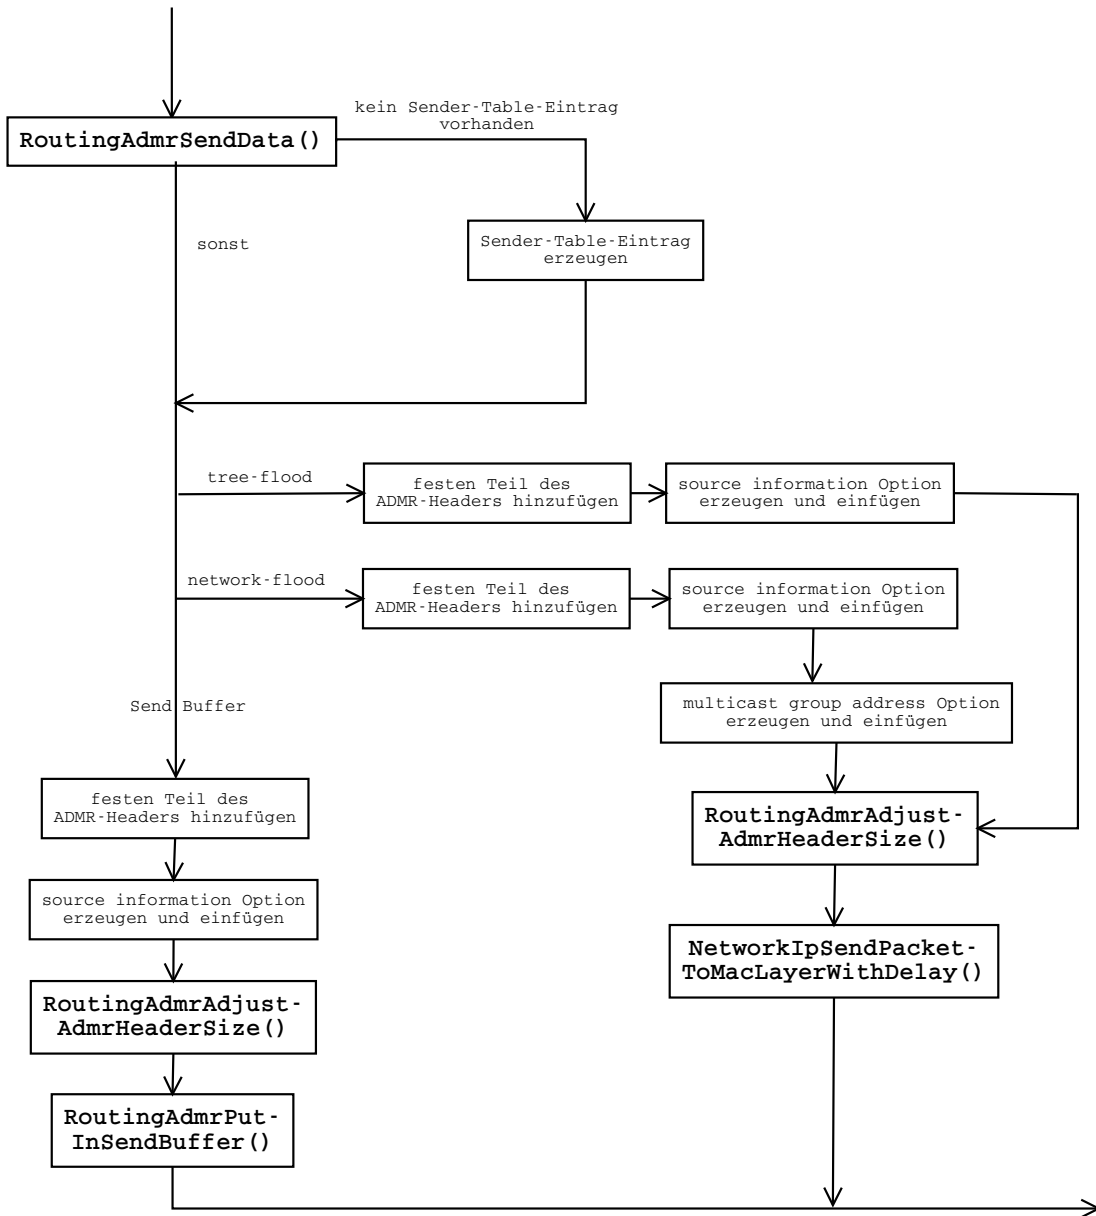 kein Sender-Table-Eintrag
vorhanden
RoutingAdmrSendData()
sonst
Sender-Table-Eintrag
erzeugen
tree-flood
festen Teil des
ADMR-Headers hinzufügen
source information Option
erzeugen und einfügen
network-flood
festen Teil des
ADMR-Headers hinzufügen
source information Option
erzeugen und einfügen
multicast group address Option
erzeugen und einfügen
Send Buffer
festen Teil des
ADMR-Headers hinzufügen
source information Option
erzeugen und einfügen
RoutingAdmrAdjust-
AdmrHeaderSize()
RoutingAdmrPut-
InSendBuffer()
RoutingAdmrAdjust-
AdmrHeaderSize()
NetworkIpSendPacket-
ToMacLayerWithDelay()